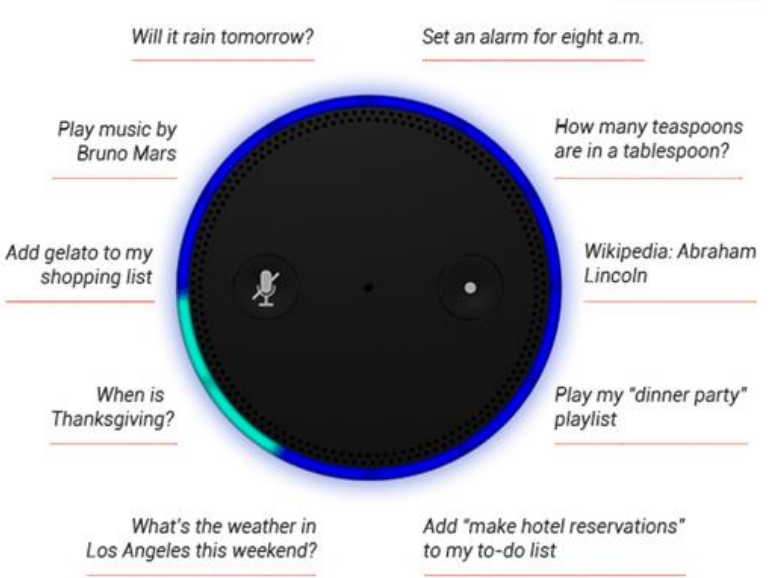 Will it rain tomorrow?
Set an alarm for eight a.m.
Play music by
Bruno Mars
How many teaspoons
are in a tablespoon?
Add gelato to my
shopping list
Wikipedia: Abraham
Lincoln
When is
Thanksgiving?
Play my “dinner party”
playlist
What's the weather in
Los Angeles this weekend?
Add “make hotel reservations”
to my to-do list